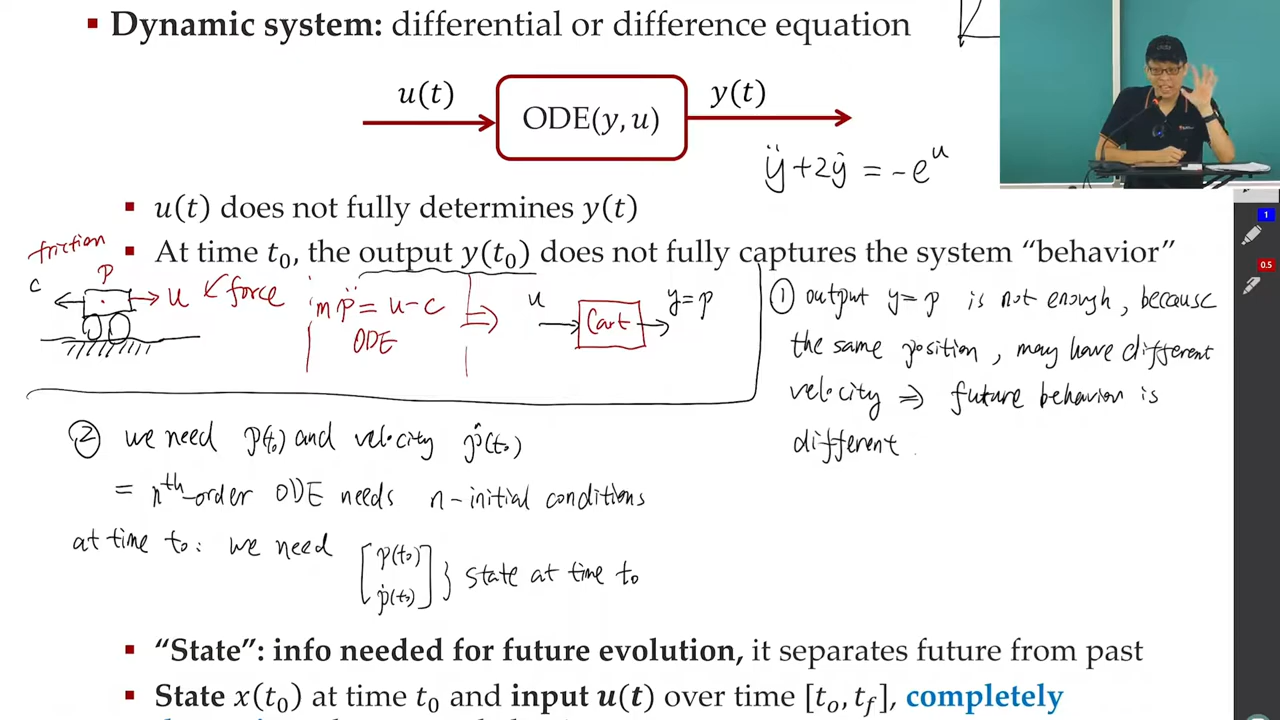 Dynamic system: differential or difference equation
u(t)
ODE(y, u)
y(t)
ÿ + 2ẏ = -e^u
u(t) does not fully determines y(t)
At time t₀, the output y(t₀) does not fully captures the system “behavior”
friction
c
p
u
force
m p̈ = u - c
ODE
u
Cart
y = p
① output y = p is not enough, because
the same position, may have different
velocity ⇒ future behavior is
different
② we need p(t₀) and velocity ṗ(t₀)
= nth-order ODE needs n-initial conditions
at time t₀: we need [p(t₀) ṗ(t₀)] } state at time t₀
“State”: info needed for future evolution, it separates future from past
State x(t₀) at time t₀ and input u(t) over time [t₀, t_f], completely
1
0.5